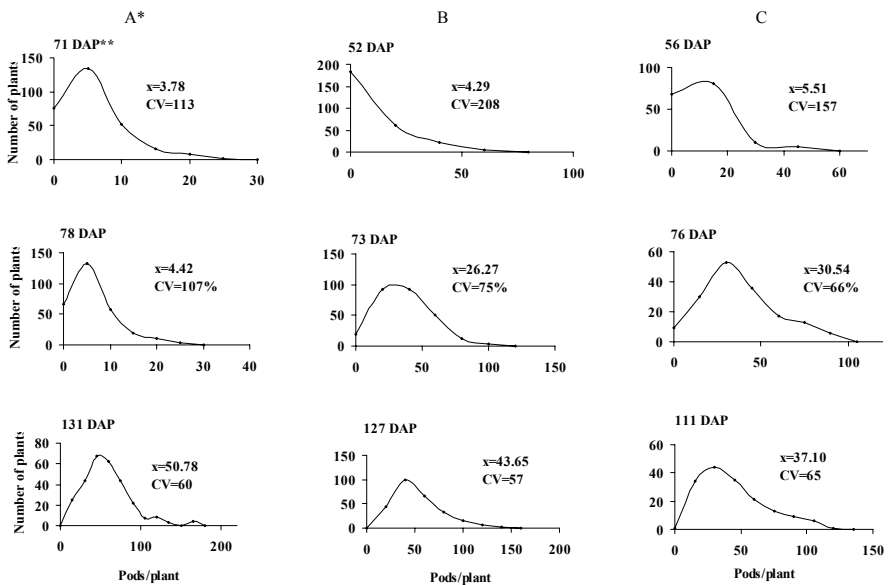 A* B C
71 DAP** 52 DAP 56 DAP
Number of plants
150
100
50
0
0 10 20 30
x=3.78
CV=113
200
150
100
50
0
0 50 100
x=4.29
CV=208
100
50
0
0 20 40 60
x=5.51
CV=157
78 DAP 73 DAP 76 DAP
Number of plants
150
100
50
0
0 10 20 30 40
x=4.42
CV=107%
150
100
50
0
0 50 100 150
x=26.27
CV=75%
60
40
20
0
0 50 100
x=30.54
CV=66%
131 DAP 127 DAP 111 DAP
Number of plants
80
60
40
20
0
0 100 200
x=50.78
CV=60
150
100
50
0
0 50 100 150 200
x=43.65
CV=57
60
40
20
0
0 50 100 150
x=37.10
CV=65
Pods/plant Pods/plant Pods/plant